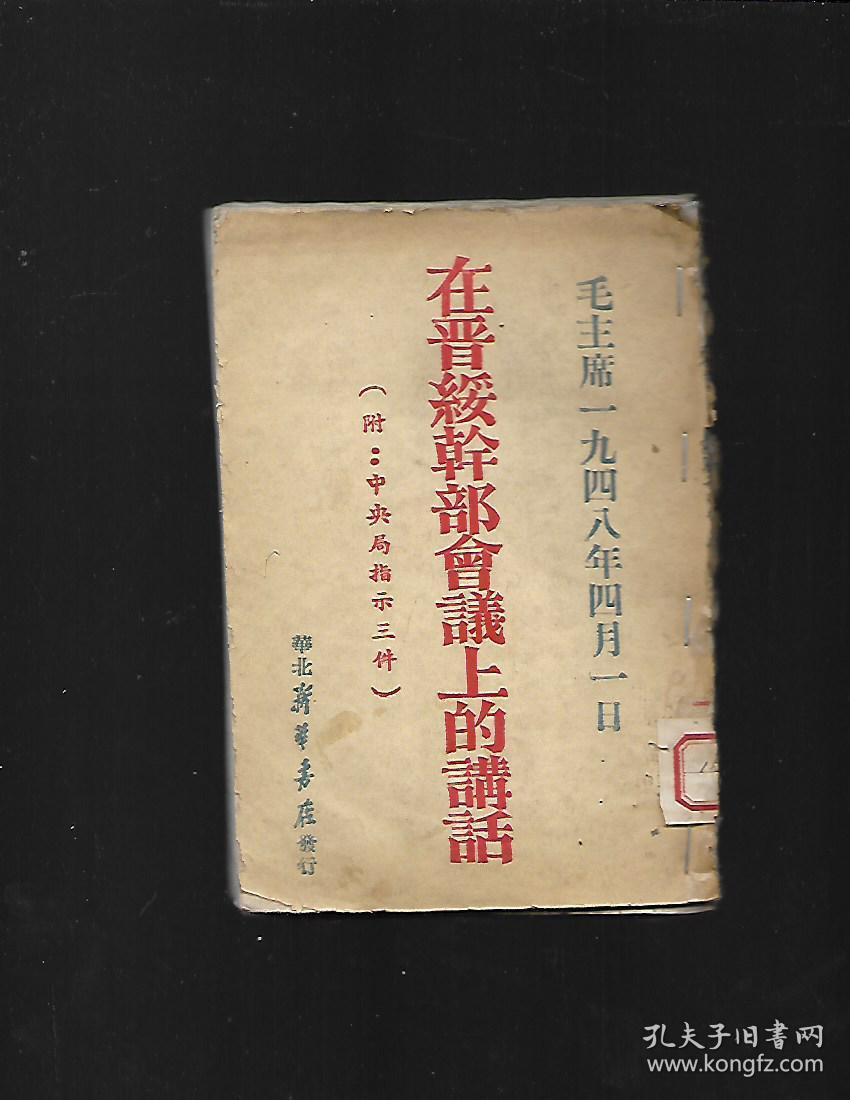 毛主席一九四八年四月一日
在晋綏幹部會議上的講話
（附：中央局指示三件）
華北新華書店發行
孔夫子旧书网
www.kongfz.com